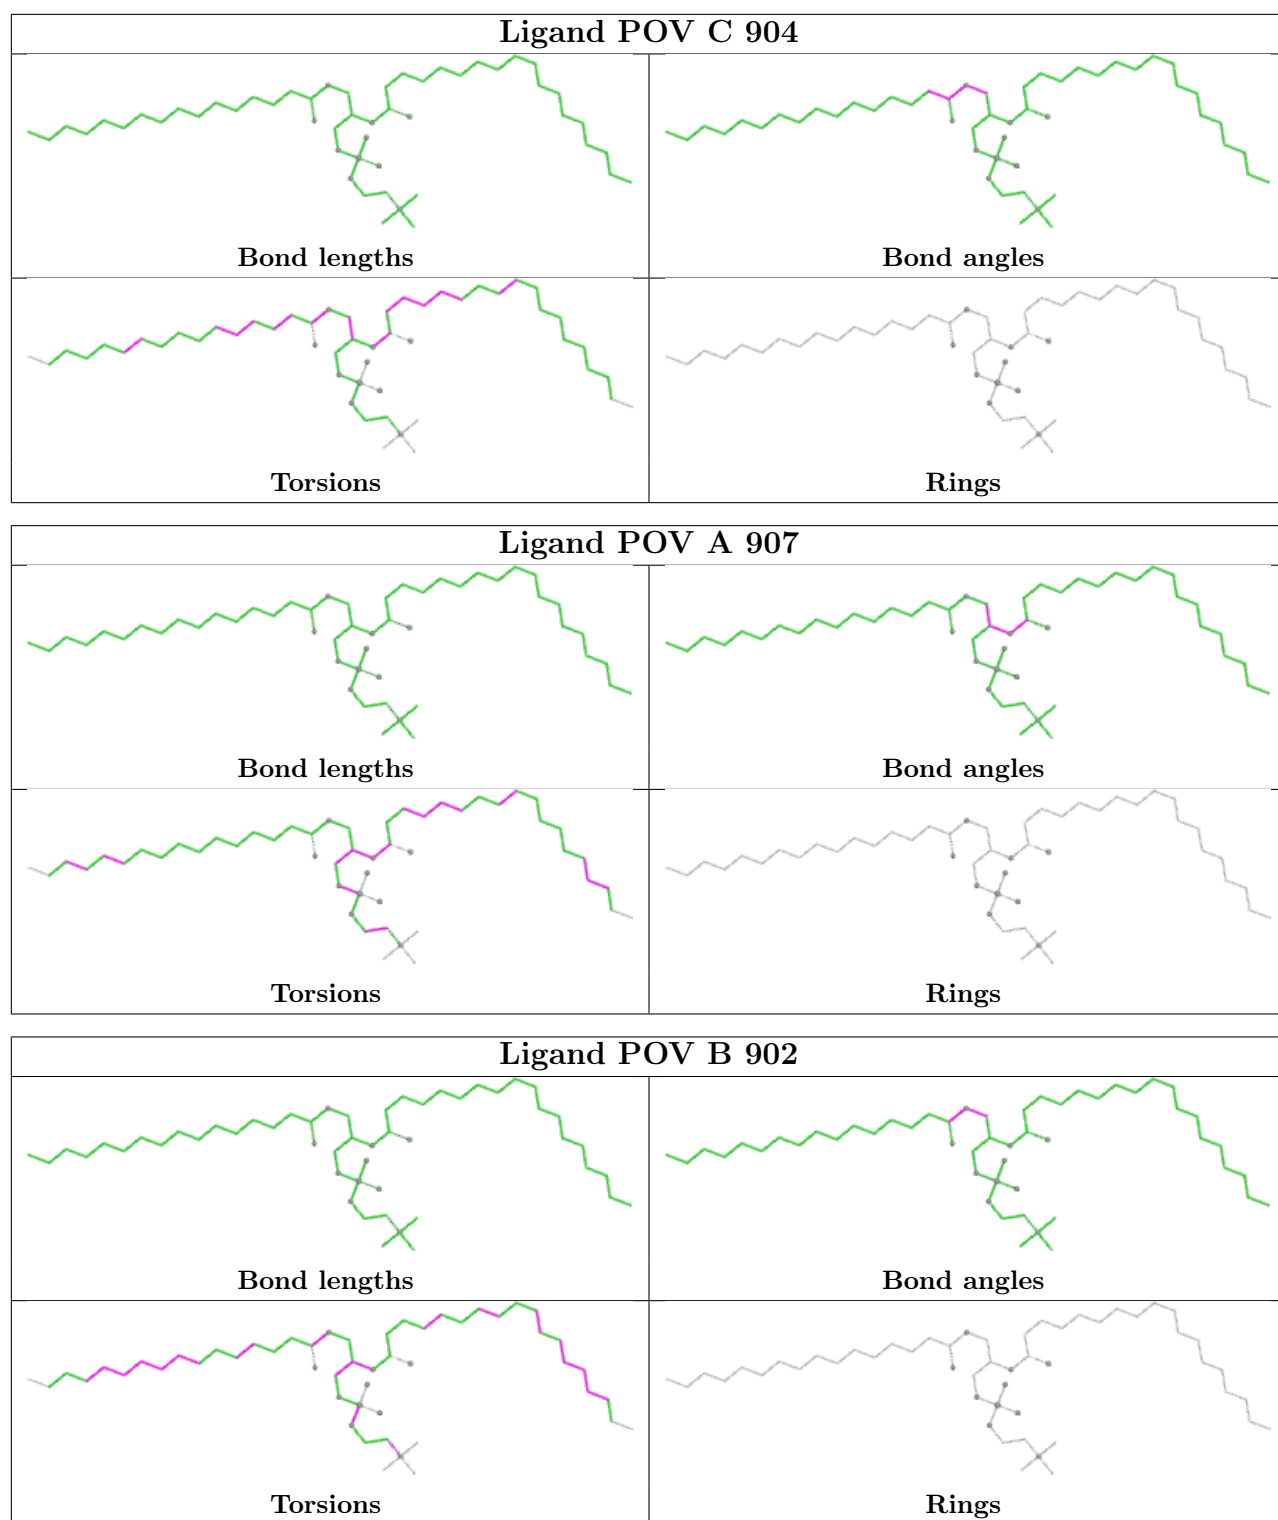 Ligand POV C 904
Bond lengths
Bond angles
Torsions
Rings
Ligand POV A 907
Bond lengths
Bond angles
Torsions
Rings
Ligand POV B 902
Bond lengths
Bond angles
Torsions
Rings